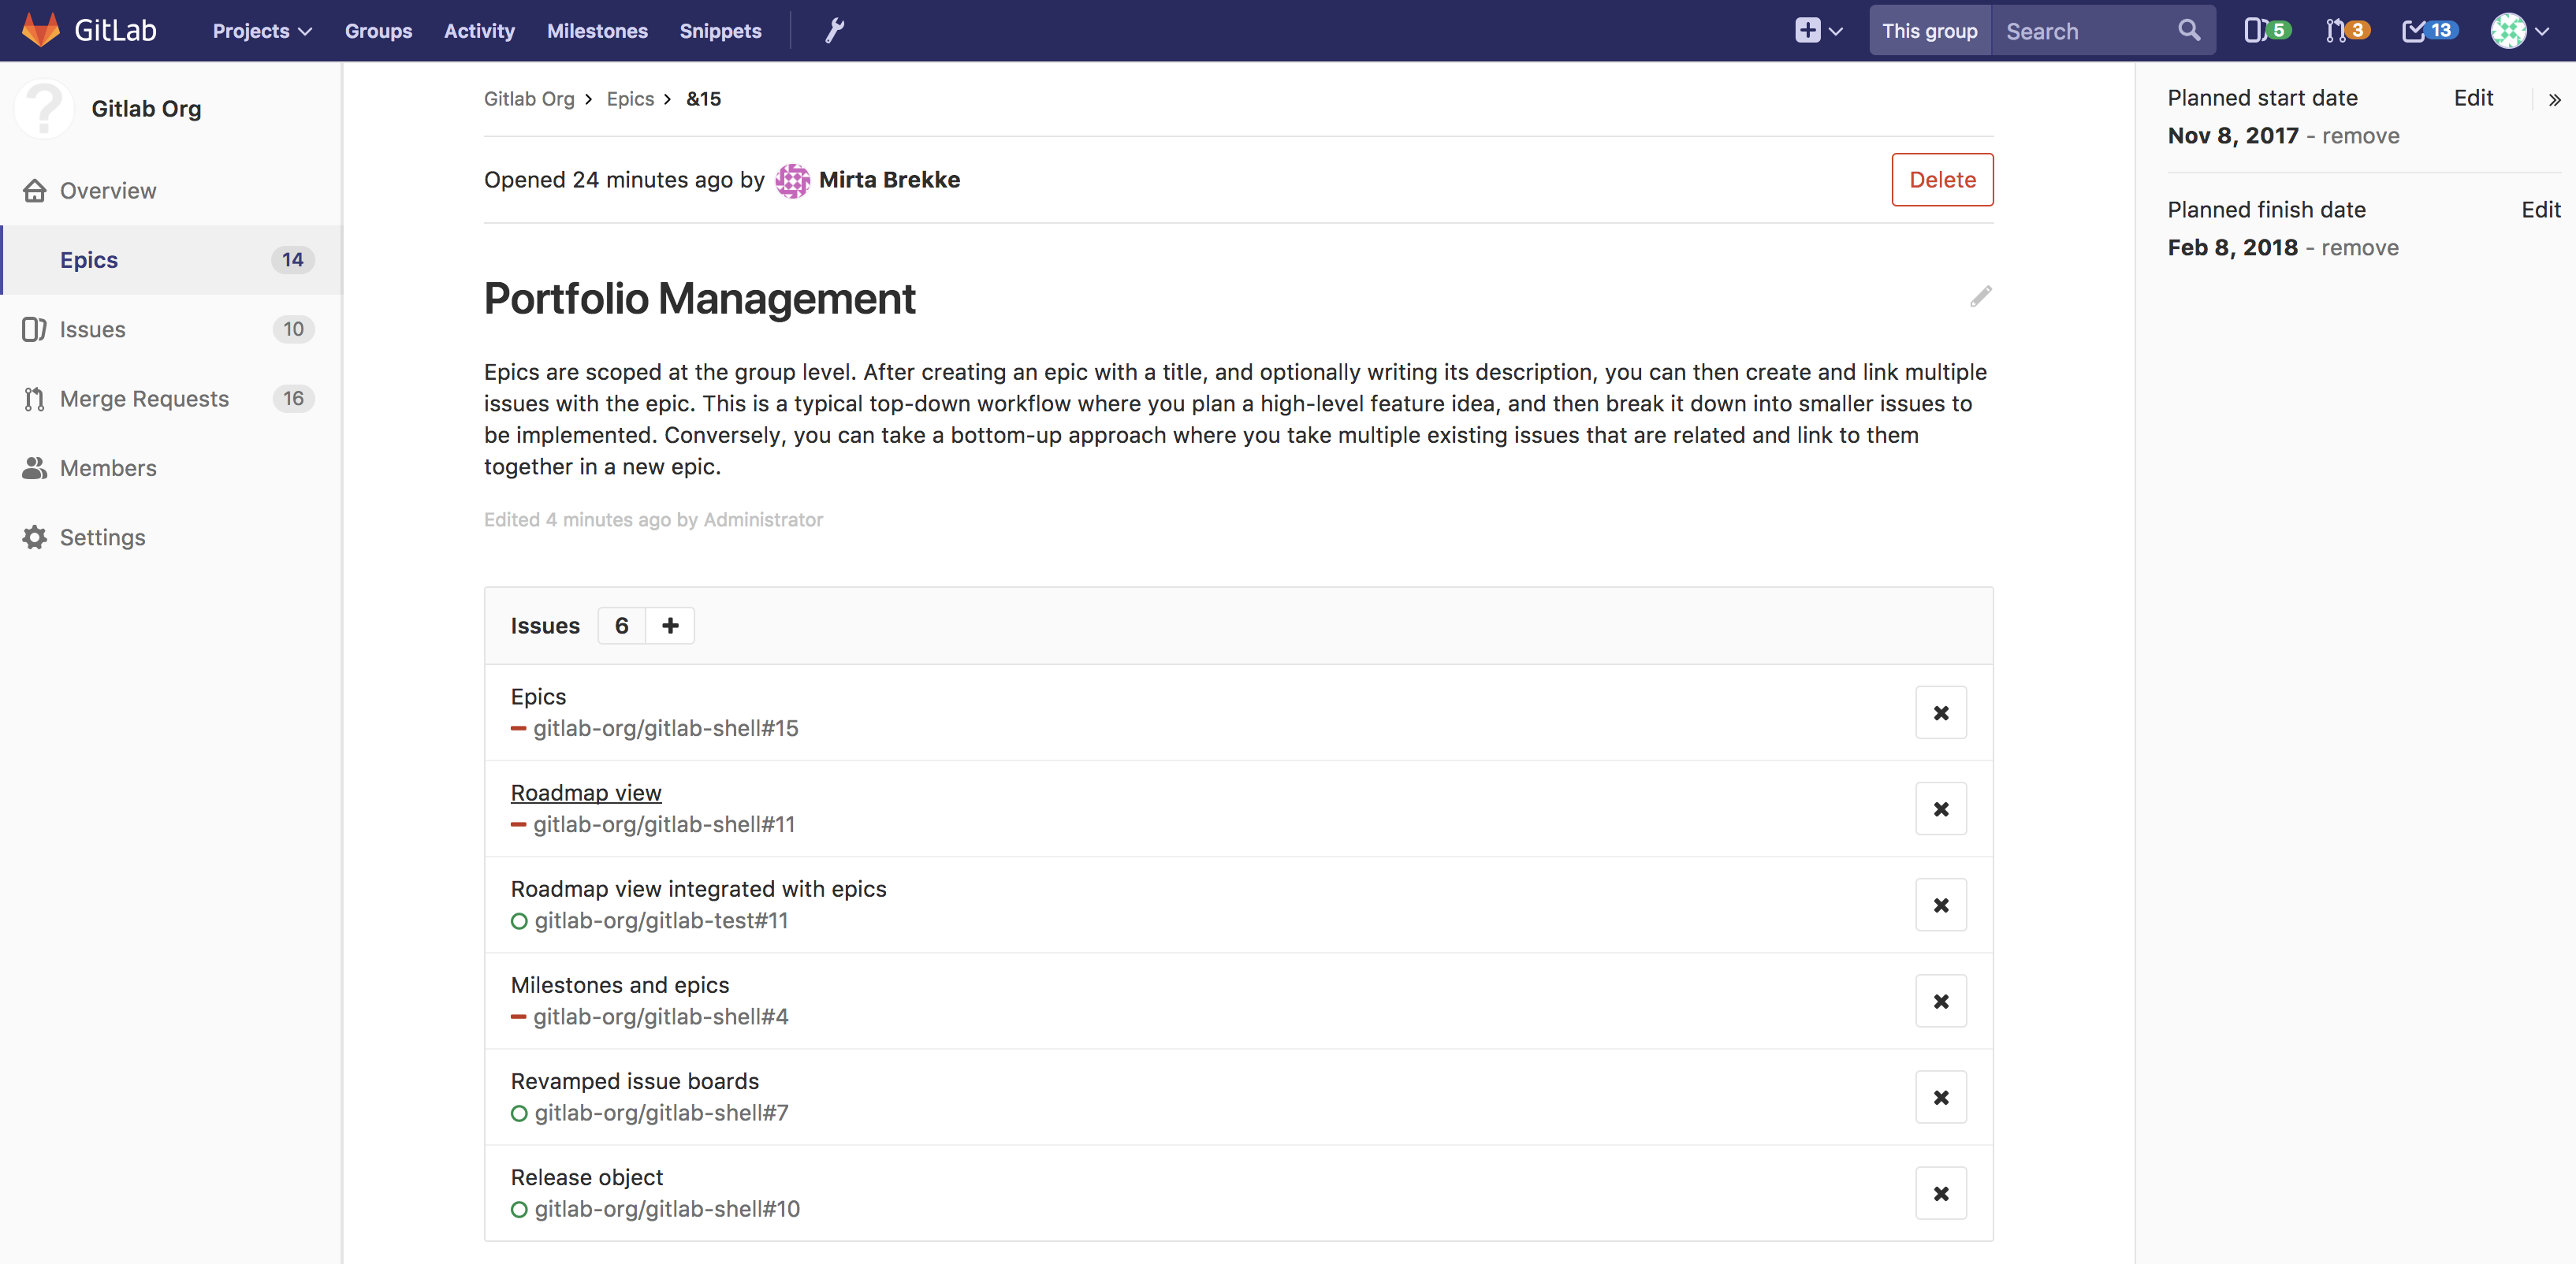 GitLab
Projects
Groups
Activity
Milestones
Snippets
This group
Search
5
3
13
Gitlab Org
Overview
Epics 14
Issues 10
Merge Requests 16
Members
Settings
Gitlab Org › Epics › &15
Opened 24 minutes ago by Mirta Brekke
Delete
Portfolio Management
Epics are scoped at the group level. After creating an epic with a title, and optionally writing its description, you can then create and link multiple
issues with the epic. This is a typical top-down workflow where you plan a high-level feature idea, and then break it down into smaller issues to
be implemented. Conversely, you can take a bottom-up approach where you take multiple existing issues that are related and link to them
together in a new epic.
Edited 4 minutes ago by Administrator
Issues 6
Epics
gitlab-org/gitlab-shell#15
Roadmap view
gitlab-org/gitlab-shell#11
Roadmap view integrated with epics
gitlab-org/gitlab-test#11
Milestones and epics
gitlab-org/gitlab-shell#4
Revamped issue boards
gitlab-org/gitlab-shell#7
Release object
gitlab-org/gitlab-shell#10
Planned start date Edit »
Nov 8, 2017 - remove
Planned finish date Edit
Feb 8, 2018 - remove